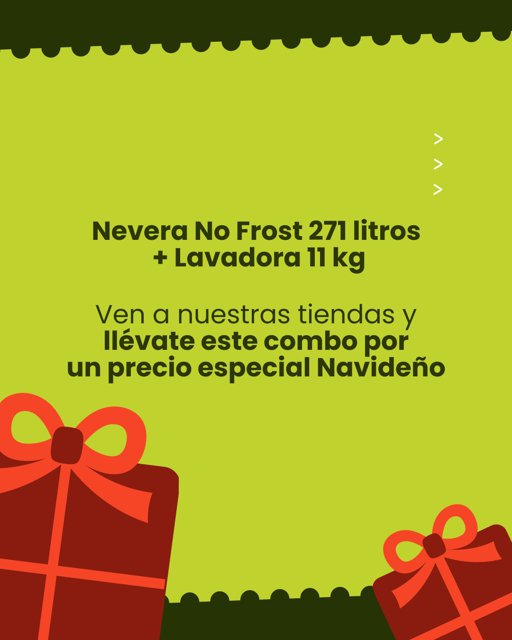 >
>
>
Nevera No Frost 271 litros
+ Lavadora 11 kg
Ven a nuestras tiendas y
llévate este combo por
un precio especial Navideño